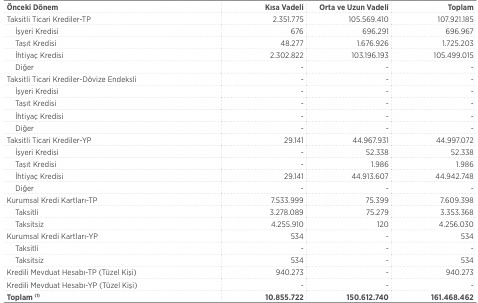 Önceki Dönem Kısa Vadeli Orta ve Uzun Vadeli Toplam
Taksitli Ticari Krediler-TP 2.351.775 105.569.410 107.921.185
İşyeri Kredisi 676 696.291 696.967
Taşıt Kredisi 48.277 1.676.926 1.725.203
İhtiyaç Kredisi 2.302.822 103.196.193 105.499.015
Diğer - - -
Taksitli Ticari Krediler-Dövize Endeksli - - -
İşyeri Kredisi - - -
Taşıt Kredisi - - -
İhtiyaç Kredisi - - -
Diğer - - -
Taksitli Ticari Krediler-YP 29.141 44.967.931 44.997.072
İşyeri Kredisi - 52.338 52.338
Taşıt Kredisi - 1.986 1.986
İhtiyaç Kredisi 29.141 44.913.607 44.942.748
Diğer - - -
Kurumsal Kredi Kartları-TP 7.533.999 75.399 7.609.398
Taksitli 3.278.089 75.279 3.353.368
Taksitsiz 4.255.910 120 4.256.030
Kurumsal Kredi Kartları-YP 534 - 534
Taksitli - - -
Taksitsiz 534 - 534
Kredili Mevduat Hesabı-TP (Tüzel Kişi) 940.273 - 940.273
Kredili Mevduat Hesabı-YP (Tüzel Kişi) - - -
Toplam (1) 10.855.722 150.612.740 161.468.462